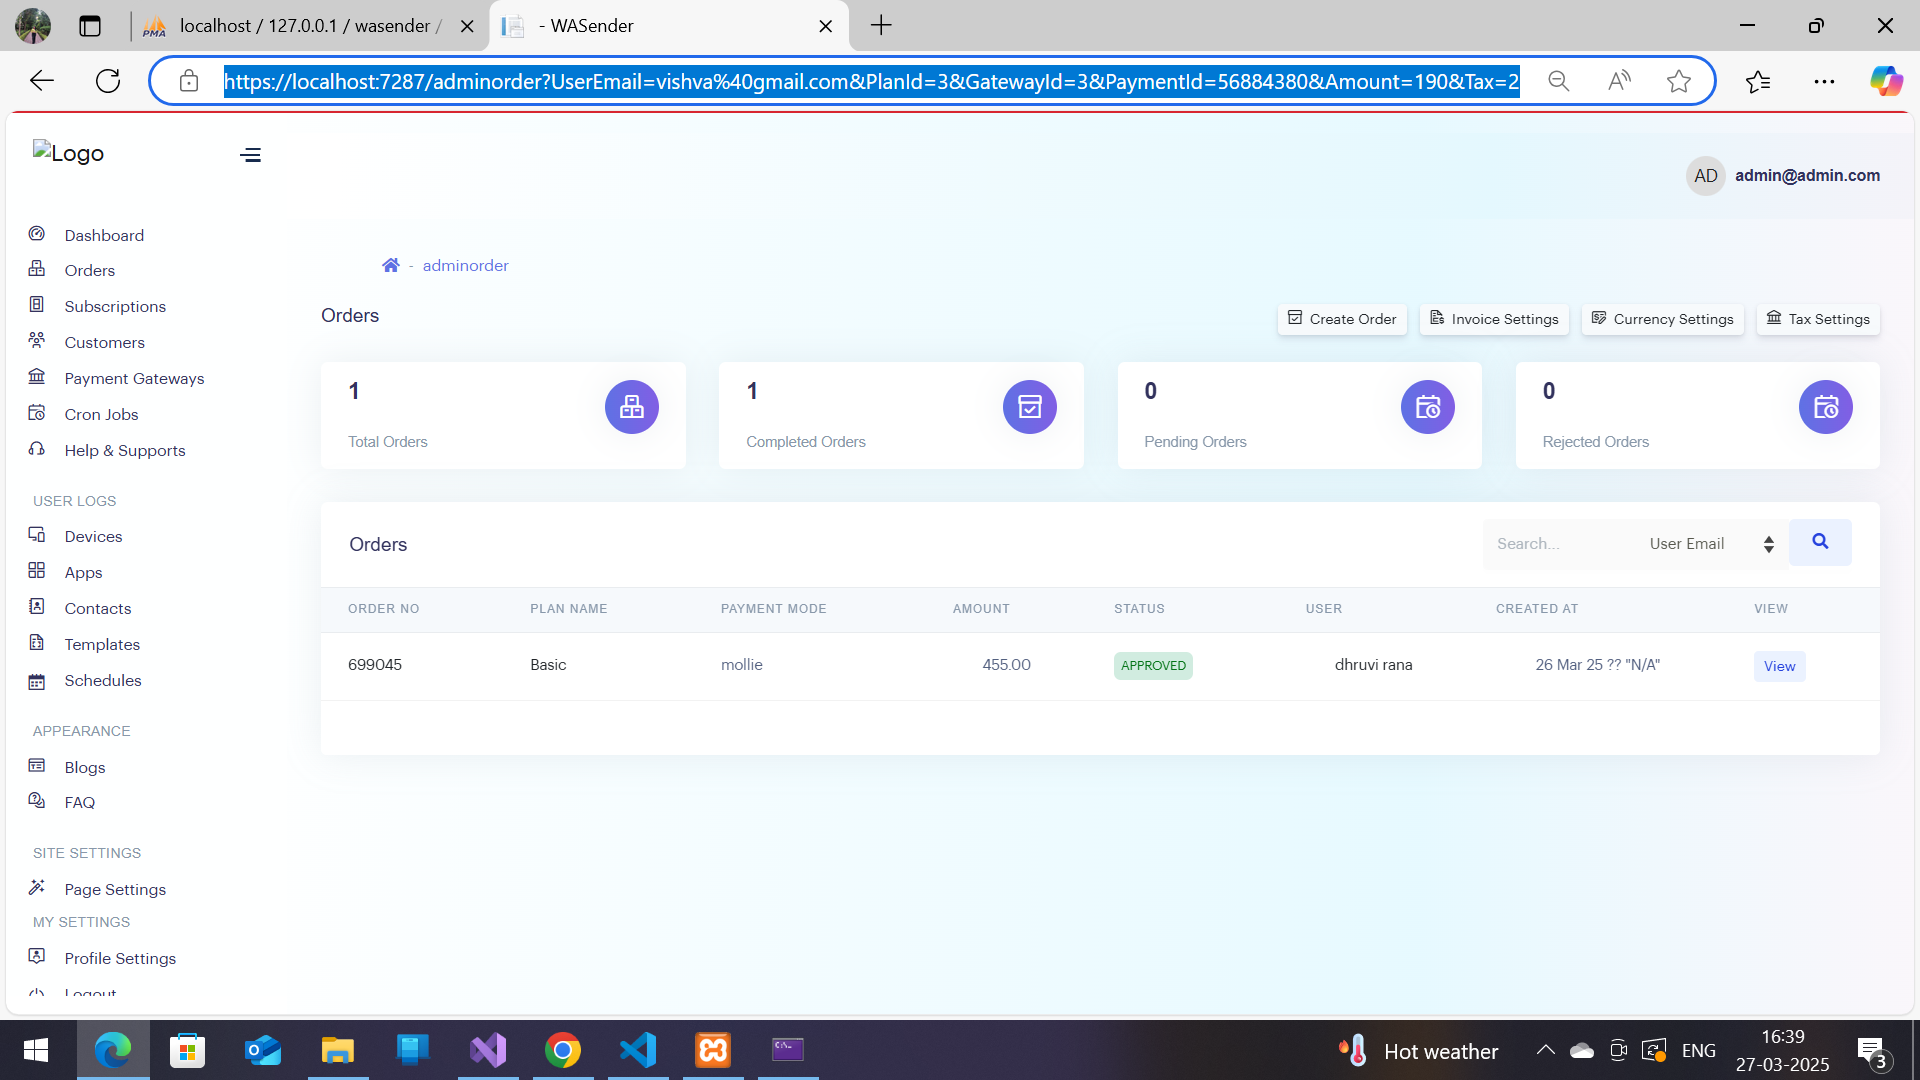 localhost / 127.0.0.1 / wasender /
- WASender
https://localhost:7287/adminorder?UserEmail=vishva%40gmail.com&PlanId=3&GatewayId=3&PaymentId=56884380&Amount=190&Tax=2
Logo
AD admin@admin.com
Dashboard
Orders
Subscriptions
Customers
Payment Gateways
Cron Jobs
Help & Supports
USER LOGS
Devices
Apps
Contacts
Templates
Schedules
APPEARANCE
Blogs
FAQ
SITE SETTINGS
Page Settings
MY SETTINGS
Profile Settings
Logout
- adminorder
Orders
Create Order
Invoice Settings
Currency Settings
Tax Settings
1
Total Orders
1
Completed Orders
0
Pending Orders
0
Rejected Orders
Orders
Search...
User Email
ORDER NO PLAN NAME PAYMENT MODE AMOUNT STATUS USER CREATED AT VIEW
699045 Basic mollie 455.00 APPROVED dhruvi rana 26 Mar 25 ?? "N/A" View
Hot weather
ENG
16:39
27-03-2025
3